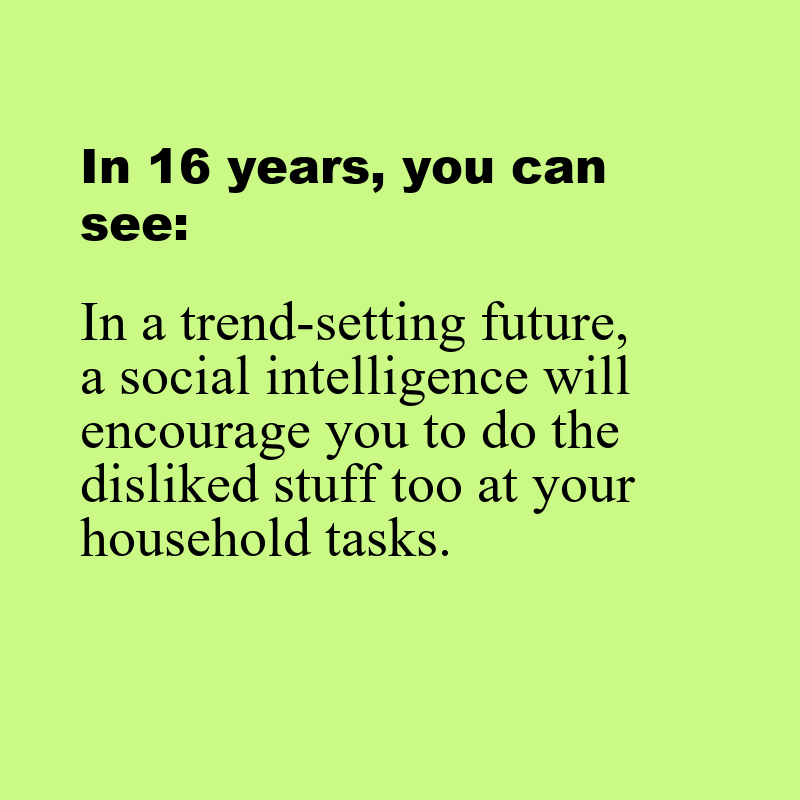 In 16 years, you can
see:
In a trend-setting future,
a social intelligence will
encourage you to do the
disliked stuff too at your
household tasks.